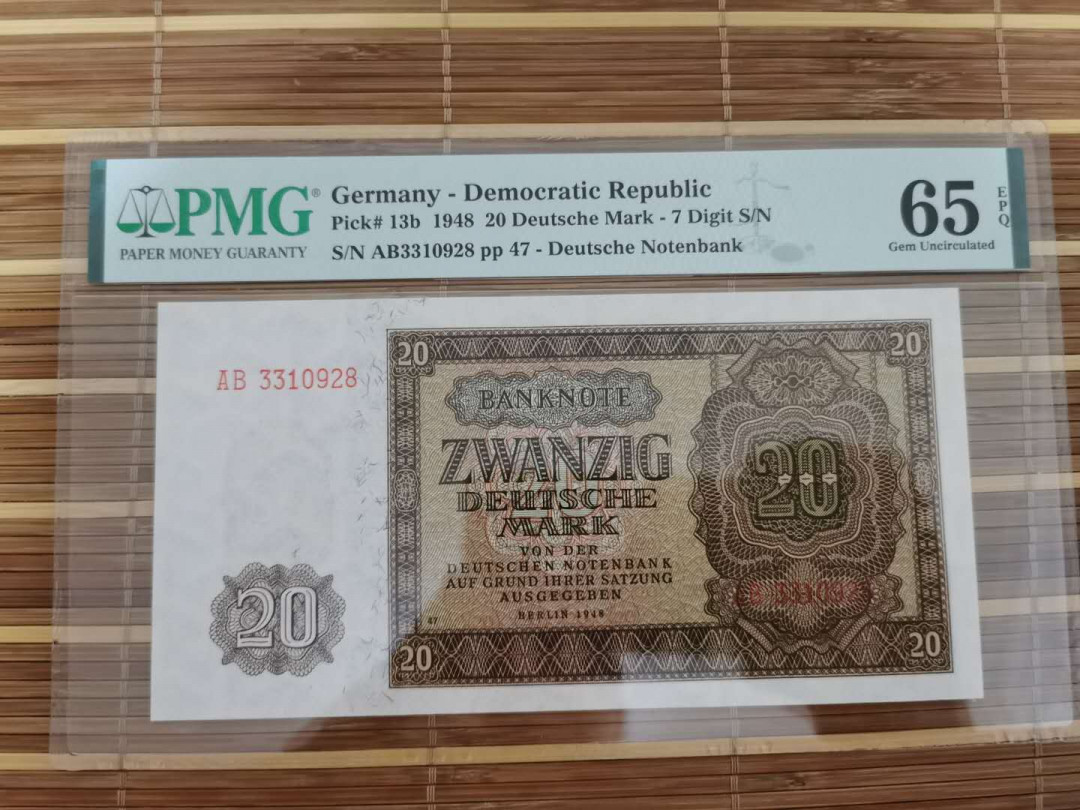 PMG®
PAPER MONEY GUARANTY
Germany - Democratic Republic
Pick# 13b 1948 20 Deutsche Mark - 7 Digit S/N
S/N AB3310928 pp 47 - Deutsche Notenbank
65
EPQ
Gem Uncirculated
AB 3310928
20
20
BANKNOTE
ZWANZIG
DEUTSCHE
MARK
VON DER
DEUTSCHEN NOTENBANK
AUF GRUND IHRER SATZUNG
AUSGEGEBEN
BERLIN 1948
47
20
20
20
20